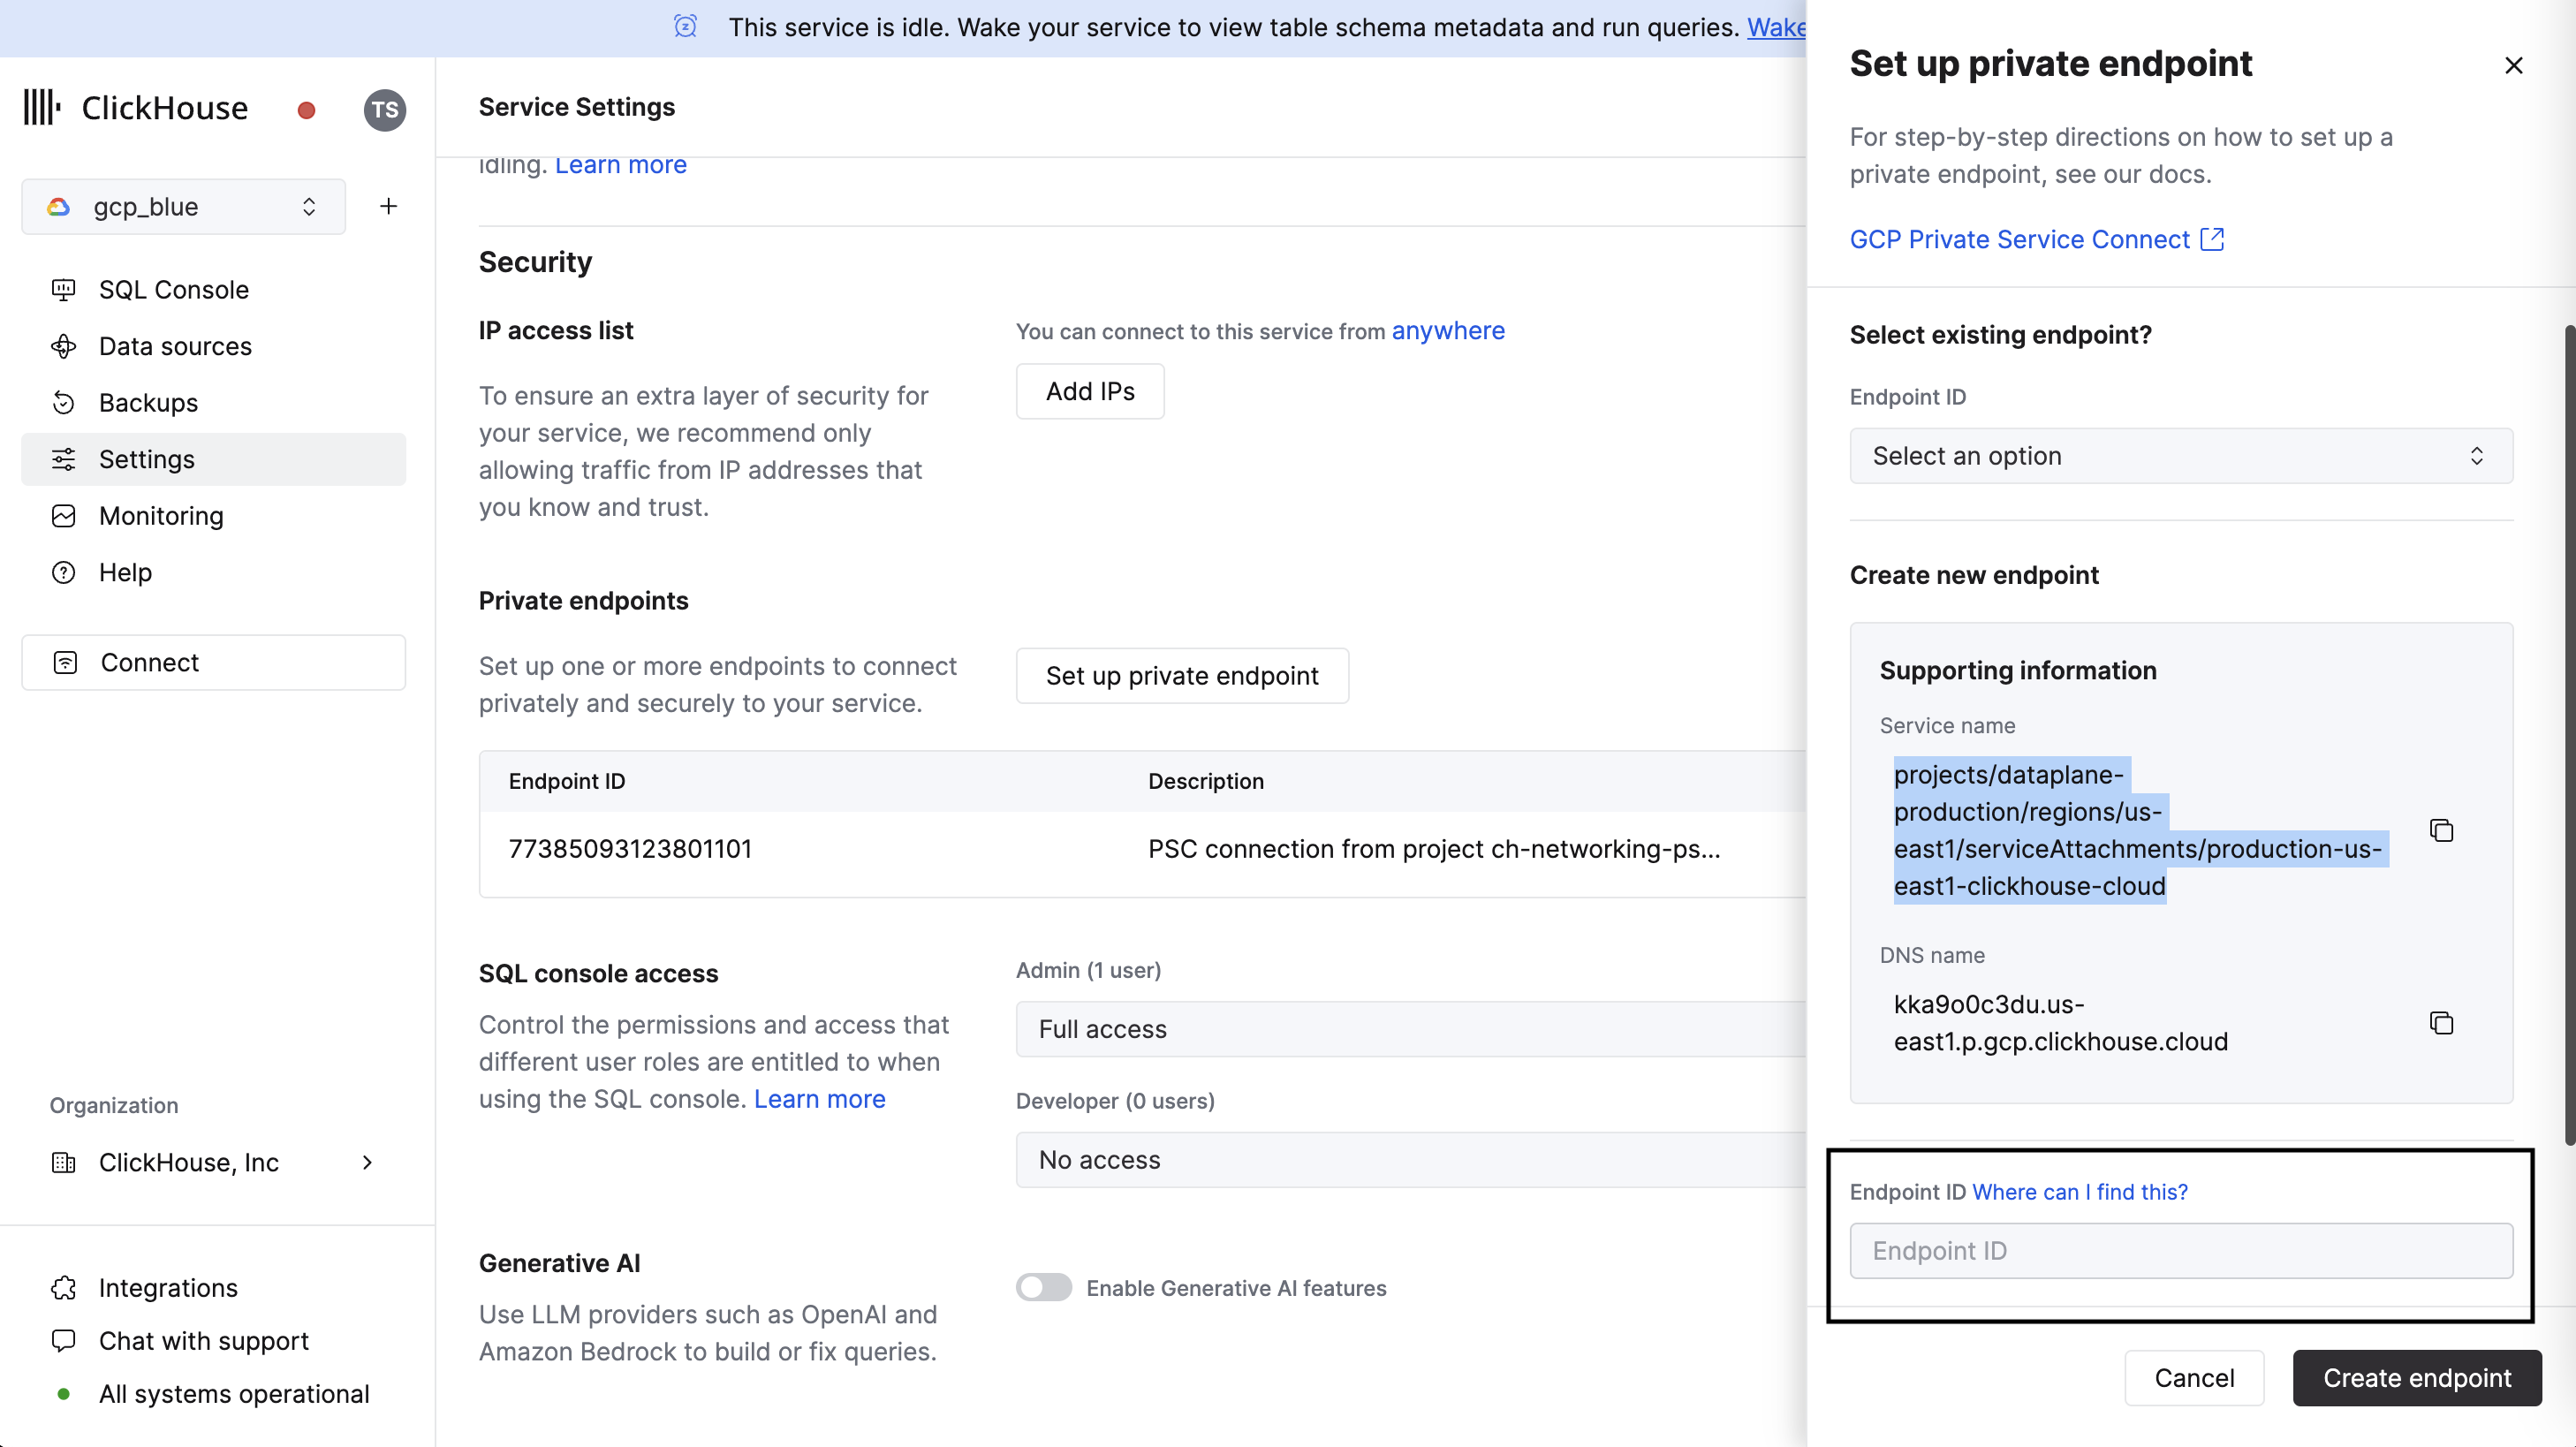 This service is idle. Wake your service to view table schema metadata and run queries. Wake
ClickHouse
TS
gcp_blue
SQL Console
Data sources
Backups
Settings
Monitoring
Help
Connect
Organization
ClickHouse, Inc
Integrations
Chat with support
All systems operational
Service Settings
idling. Learn more
Security
IP access list
To ensure an extra layer of security for
your service, we recommend only
allowing traffic from IP addresses that
you know and trust.
You can connect to this service from anywhere
Add IPs
Private endpoints
Set up one or more endpoints to connect
privately and securely to your service.
Set up private endpoint
Endpoint ID Description
77385093123801101 PSC connection from project ch-networking-ps...
SQL console access
Control the permissions and access that
different user roles are entitled to when
using the SQL console. Learn more
Admin (1 user)
Full access
Developer (0 users)
No access
Generative AI
Use LLM providers such as OpenAI and
Amazon Bedrock to build or fix queries.
Enable Generative AI features
Set up private endpoint
For step-by-step directions on how to set up a
private endpoint, see our docs.
GCP Private Service Connect
Select existing endpoint?
Endpoint ID
Select an option
Create new endpoint
Supporting information
Service name
projects/dataplane-
production/regions/us-
east1/serviceAttachments/production-us-
east1-clickhouse-cloud
DNS name
kka9o0c3du.us-
east1.p.gcp.clickhouse.cloud
Endpoint ID Where can I find this?
Endpoint ID
Cancel
Create endpoint